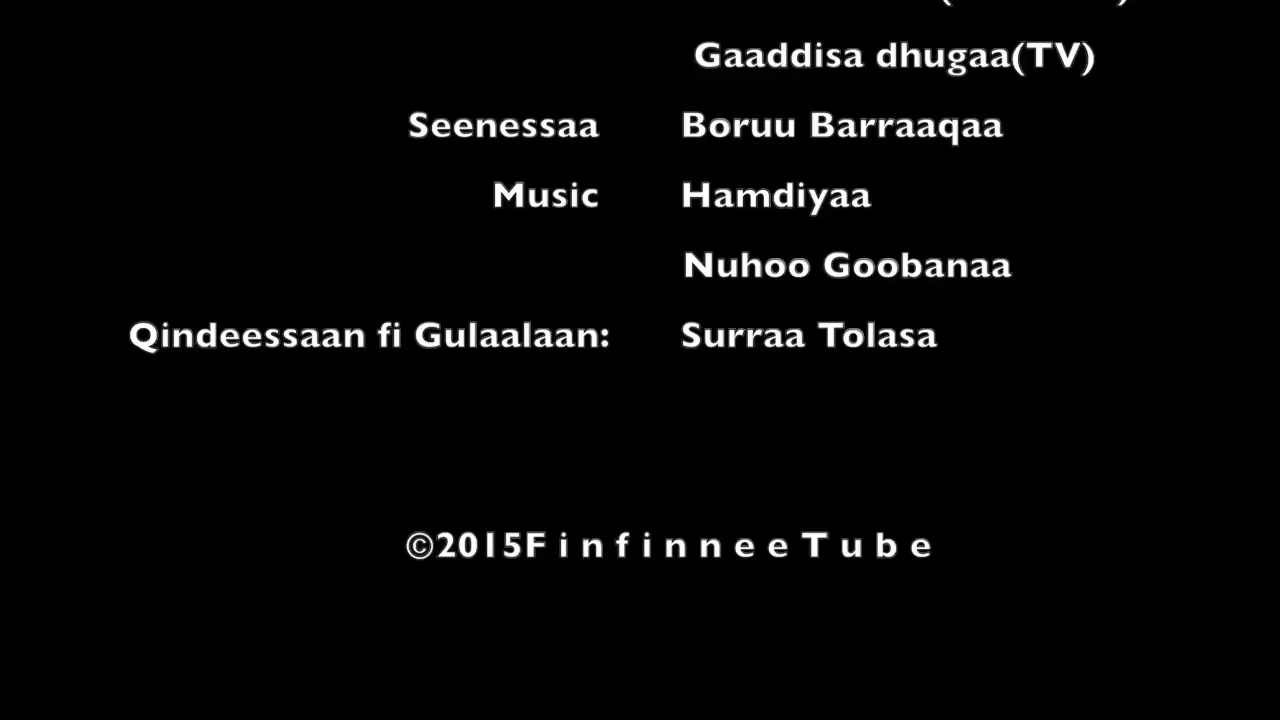 Gaaddisa dhugaa(TV)
Seenessaa Boruu Barraaqaa
Music Hamdiyaa
Nuhoo Goobanaa
Qindeessaan fi Gulaalaan: Surraa Tolasa
©2015F i n f i n n e e T u b e